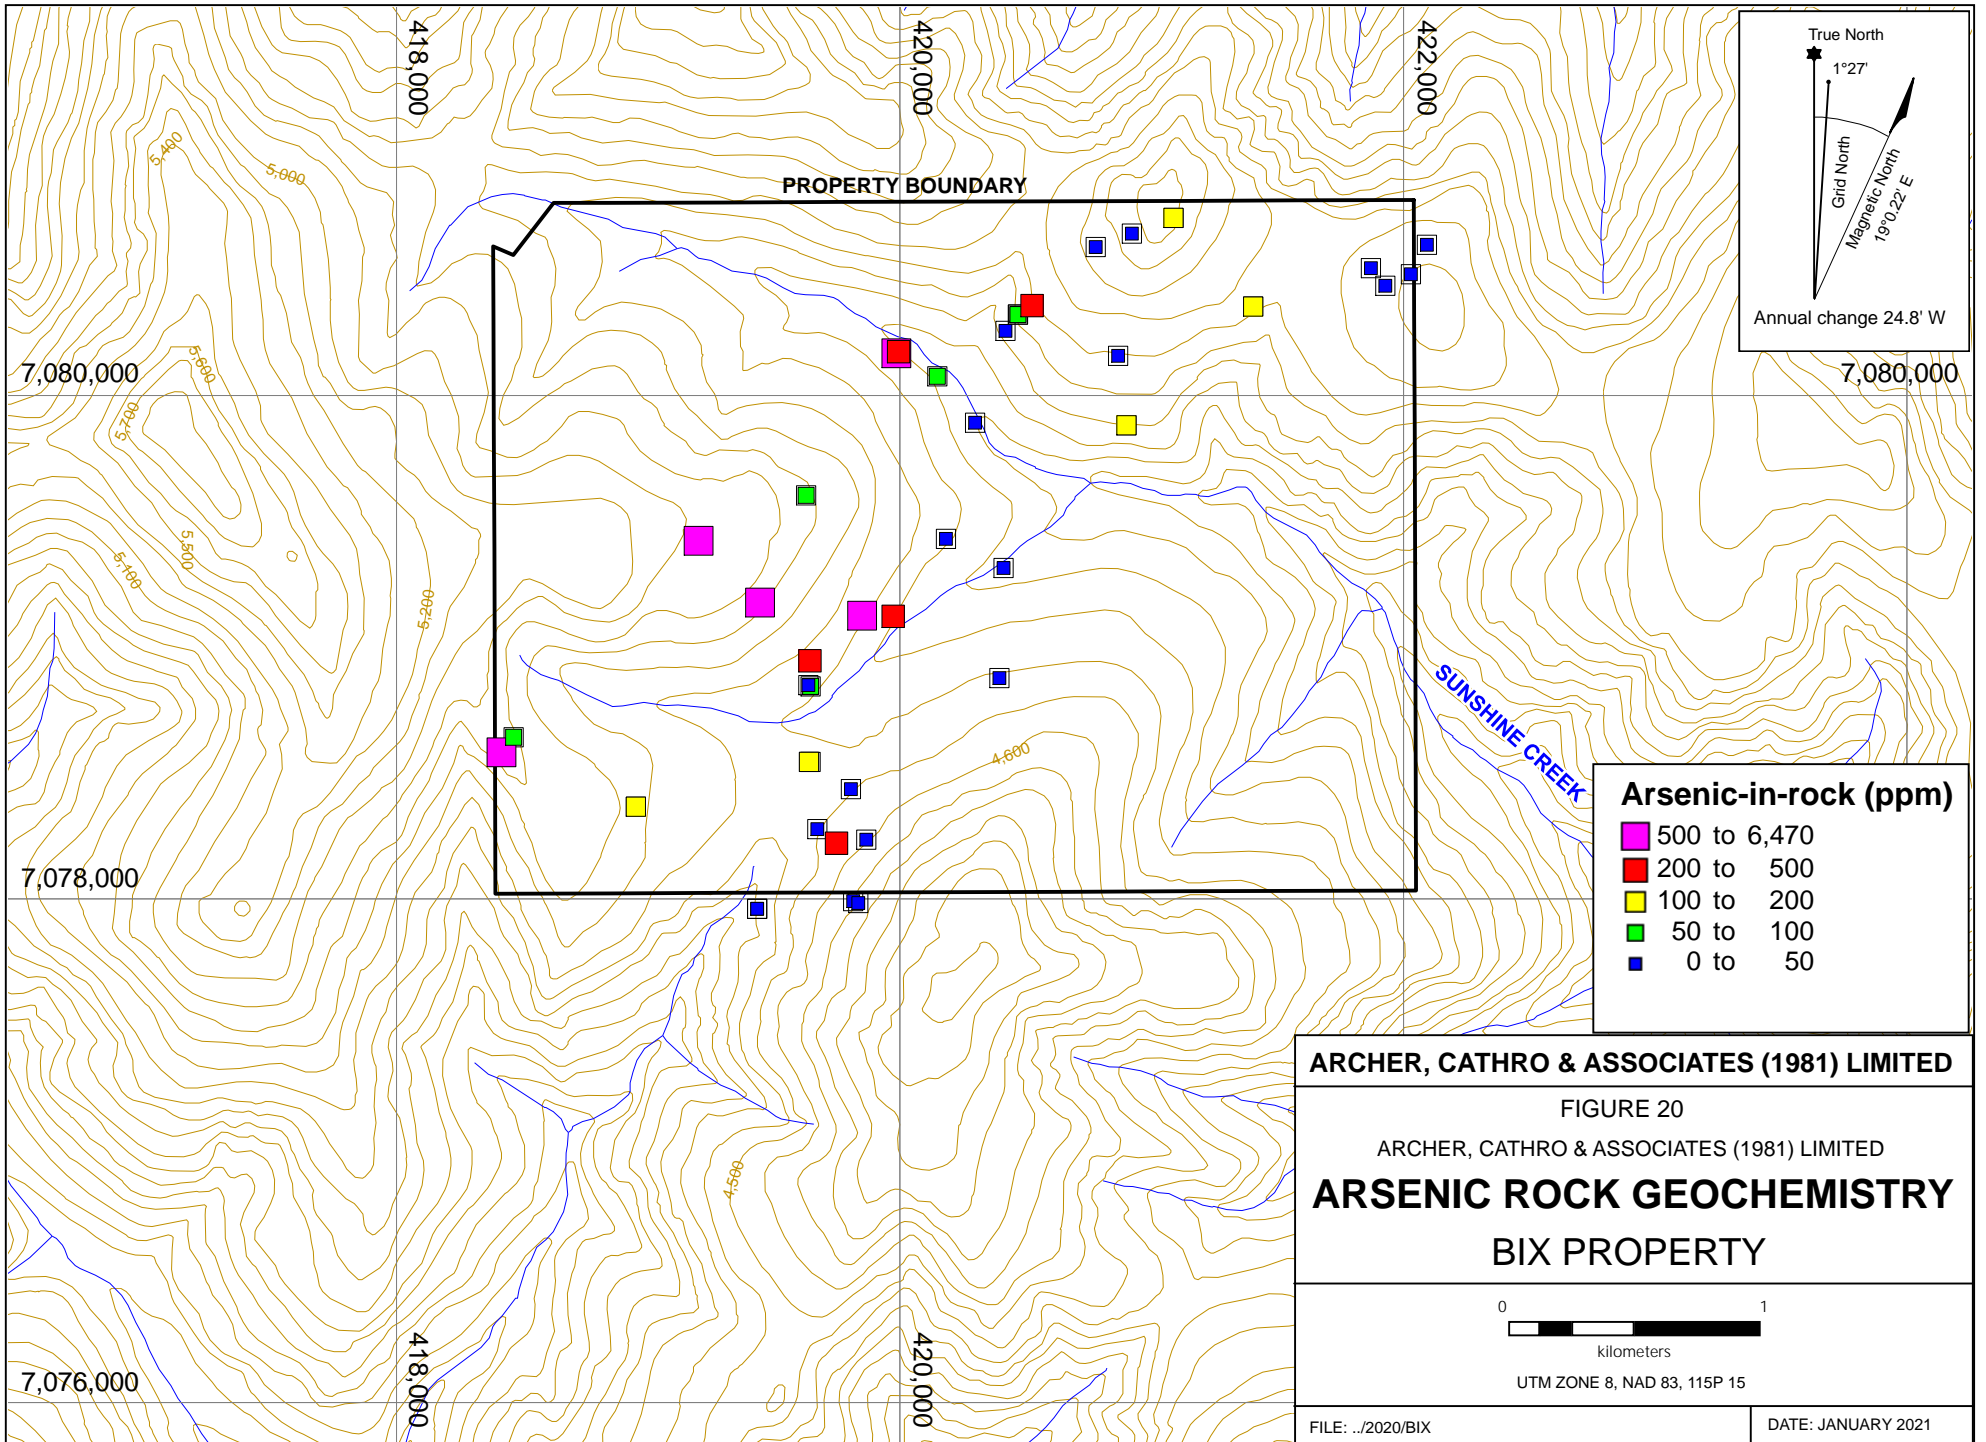 418,000
420,000
422,000
True North
1°27'
Grid North
Magnetic North
19°0.22' E
Annual change 24.8' W
5,400
5,000
PROPERTY BOUNDARY
7,080,000
7,080,000
5,600
5,700
5,500
5,100
5,200
SUNSHINE CREEK
4,600
Arsenic-in-rock (ppm)
500 to 6,470
200 to 500
100 to 200
50 to 100
0 to 50
7,078,000
4,500
ARCHER, CATHRO & ASSOCIATES (1981) LIMITED
FIGURE 20
ARCHER, CATHRO & ASSOCIATES (1981) LIMITED
ARSENIC ROCK GEOCHEMISTRY
BIX PROPERTY
0 1
kilometers
UTM ZONE 8, NAD 83, 115P 15
7,076,000
418,000
420,000
FILE: ../2020/BIX
DATE: JANUARY 2021